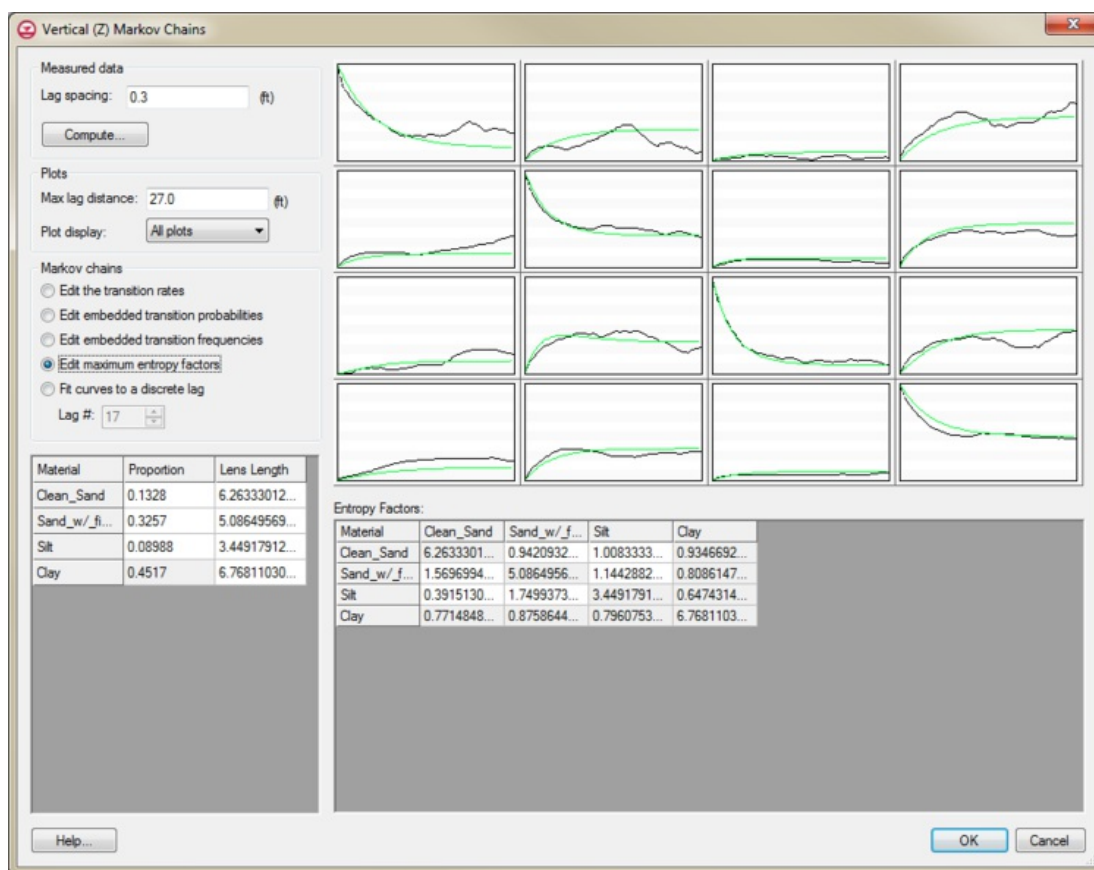 Vertical (Z) Markov Chains
Measured data
Lag spacing: 0.3 (ft)
Compute...
Plots
Max lag distance: 27.0 (ft)
Plot display: All plots
Markov chains
Edit the transition rates
Edit embedded transition probabilities
Edit embedded transition frequencies
Edit maximum entropy factors
Fit curves to a discrete lag
Lag #: 17
Material Proportion Lens Length
Clean_Sand 0.1328 6.26333012...
Sand_w/_fi... 0.3257 5.08649569...
Silt 0.08988 3.44917912...
Clay 0.4517 6.76811030...
Entropy Factors:
Material Clean_Sand Sand_w/_f... Silt Clay
Clean_Sand 6.2633301... 0.9420932... 1.0083333... 0.9346692...
Sand_w/_f... 1.5696994... 5.0864956... 1.1442882... 0.8086147...
Silt 0.3915130... 1.7499373... 3.4491791... 0.6474314...
Clay 0.7714848... 0.8758644... 0.7960753... 6.7681103...
Help...
OK
Cancel